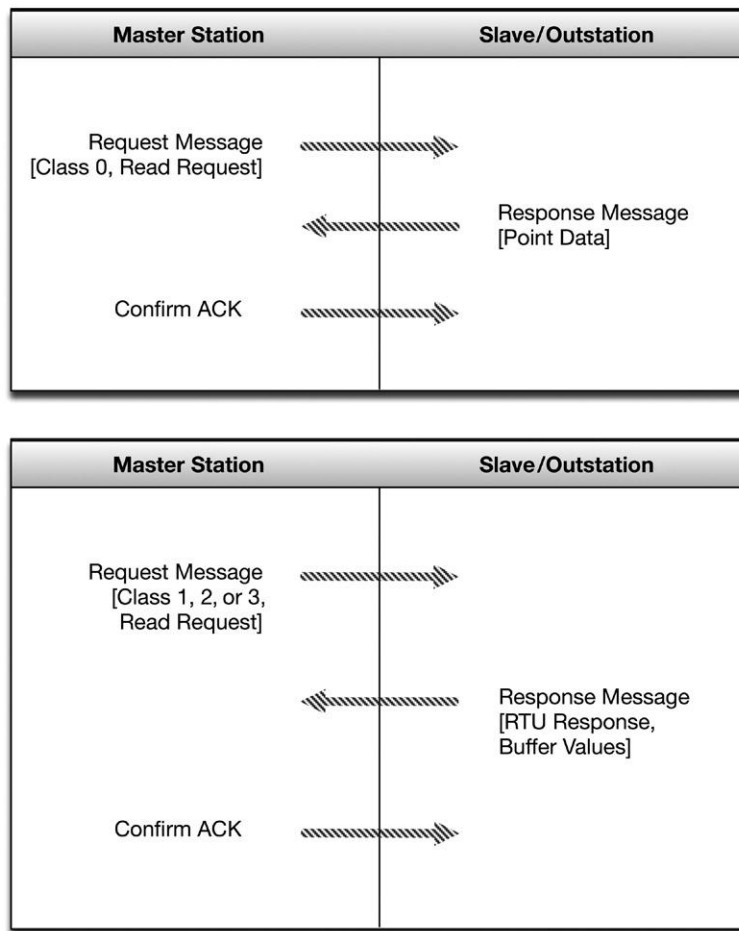 Master Station
Slave/Outstation
Request Message
[Class 0, Read Request]
Response Message
[Point Data]
Confirm ACK
Master Station
Slave/Outstation
Request Message
[Class 1, 2, or 3,
Read Request]
Response Message
[RTU Response,
Buffer Values]
Confirm ACK